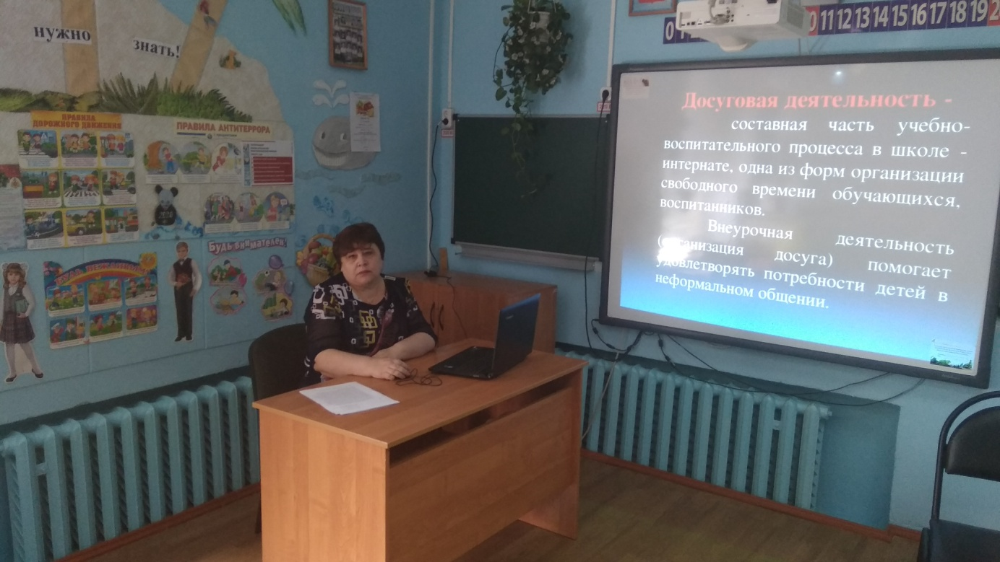 нужно
знать!
ПРАВИЛА
ДОРОЖНОГО ДВИЖЕНИЯ
ПРАВИЛА АНТИТЕРРОРА
Будь внимателен!
0
0 11 12 13 14 15 16 17 18 19 2
Досуговая деятельность -
составная часть учебно-
воспитательного процесса в школе -
интернате, одна из форм организации
свободного времени обучающихся,
воспитанников.
Внеурочная деятельность
(организация досуга) помогает
удовлетворять потребности детей в
неформальном общении.